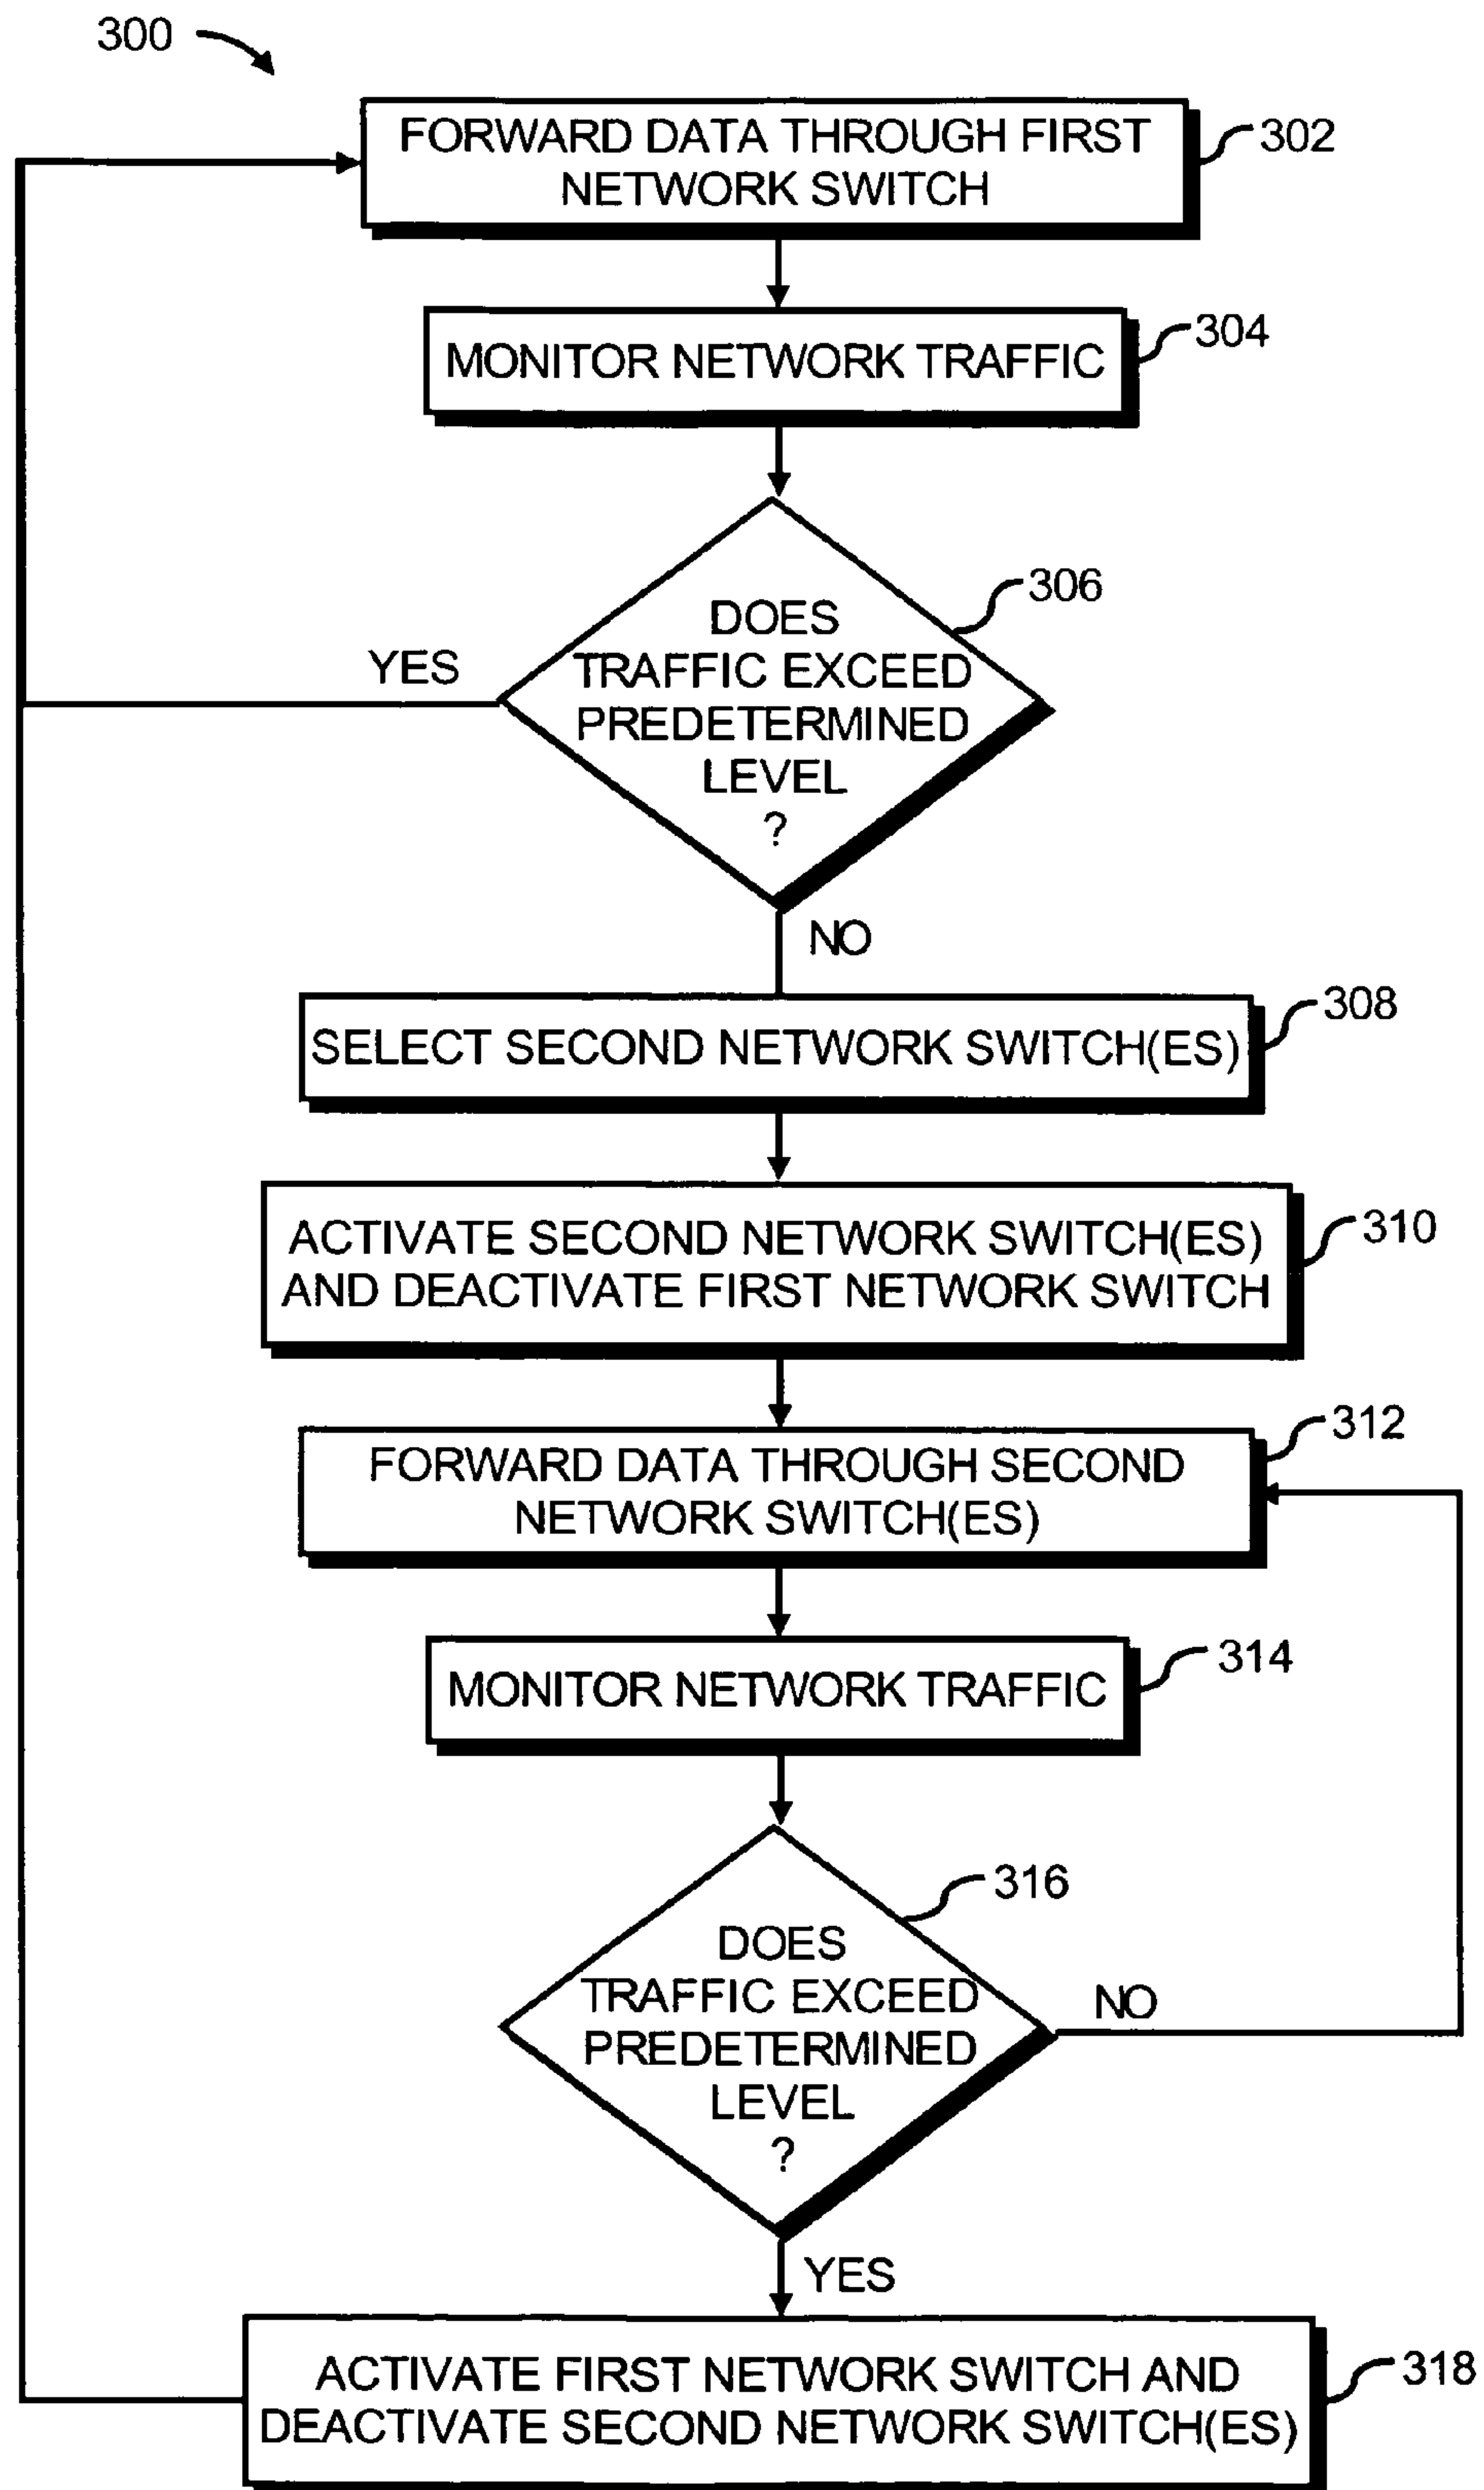 300
FORWARD DATA THROUGH FIRST
NETWORK SWITCH
302
MONITOR NETWORK TRAFFIC
304
DOES
TRAFFIC EXCEED
PREDETERMINED
LEVEL
?
306
YES
NO
SELECT SECOND NETWORK SWITCH(ES)
308
ACTIVATE SECOND NETWORK SWITCH(ES)
AND DEACTIVATE FIRST NETWORK SWITCH
310
FORWARD DATA THROUGH SECOND
NETWORK SWITCH(ES)
312
MONITOR NETWORK TRAFFIC
314
DOES
TRAFFIC EXCEED
PREDETERMINED
LEVEL
?
316
NO
YES
ACTIVATE FIRST NETWORK SWITCH AND
DEACTIVATE SECOND NETWORK SWITCH(ES)
318